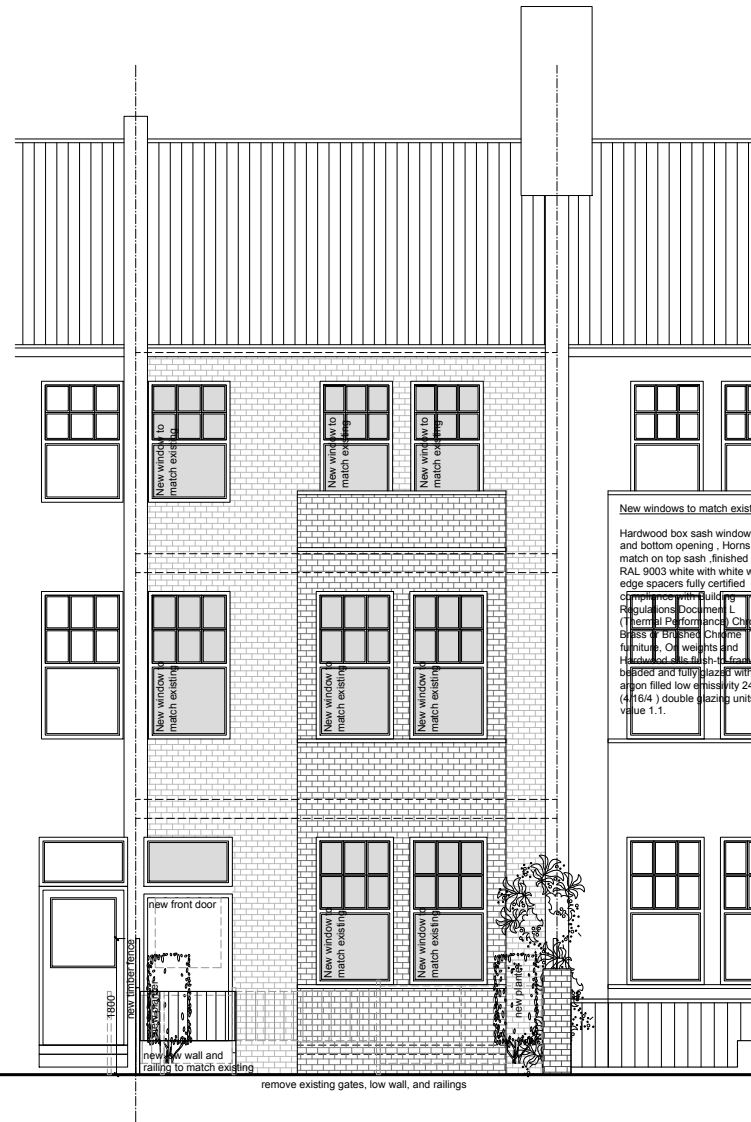 New window to
match existing
New window to
match existing
New window to
match existing
New windows to match exist
Hardwood box sash window
and bottom opening , Horns
match on top sash ,finished
RAL 9003 white with white w
edge spacers fully certified
compliance with Building
Regulations Document L
(Thermal Performance) Chr
Brass or Brushed Chrome
furniture, On weights and
Hardwood sills flush-to-fram
beaded and fully glazed with
argon filled low emissivity 24
(4/16/4 ) double glazing units
value 1.1.
New window to
match existing
New window to
match existing
New window to
match existing
new front door
New window to
match existing
New window to
match existing
1800
new timber fence
new planter
new low wall and
railing to match existing
remove existing gates, low wall, and railings